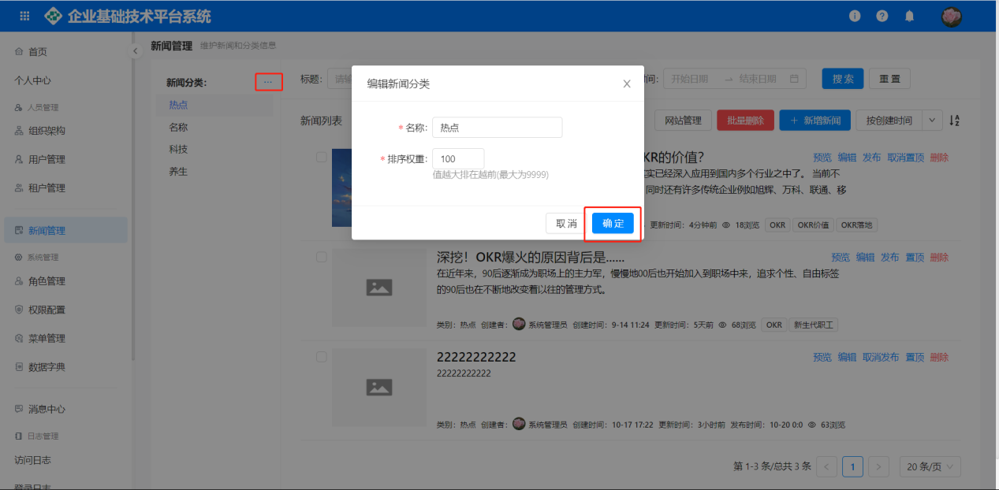 企业基础技术平台系统
首页
个人中心
人员管理
组织架构
用户管理
租户管理
新闻管理
系统管理
角色管理
权限配置
菜单管理
数据字典
消息中心
日志管理
访问日志
登录日志
新闻管理 维护新闻和分类信息
新闻分类: ...
热点
名称
科技
养生
标题: 请输
时间: 开始日期 → 结束日期 搜索 重置
新闻列表 网站管理 批量删除 + 新增新闻 按创建时间
编辑新闻分类
* 名称: 热点
* 排序权重: 100
值越大排在越前(最大为9999)
取消 确定
KR的价值? 预览 编辑 发布 取消置顶 删除
实已经深入应用到国内多个行业之中了。 当前不
同时还有许多传统企业例如旭辉、万科、联通、移
更新时间: 4分钟前 18浏览 OKR OKR价值 OKR落地
深挖! OKR爆火的原因背后是...... 预览 编辑 发布 置顶 删除
在近年来, 90后逐渐成为职场上的主力军, 慢慢地00后也开始加入到职场中来, 追求个性、自由标签
的90后也在不断地改变着以往的管理方式。
类别: 热点 创建者: 系统管理员 创建时间: 9-14 11:24 更新时间: 5天前 68浏览 OKR 新生代职工
22222222222 预览 编辑 取消发布 置顶 删除
22222222222
类别: 热点 创建者: 系统管理员 创建时间: 10-17 17:22 更新时间: 3小时前 发布时间: 10-20 0:0 63浏览
第 1-3 条/总共 3 条 < 1 > 20 条/页